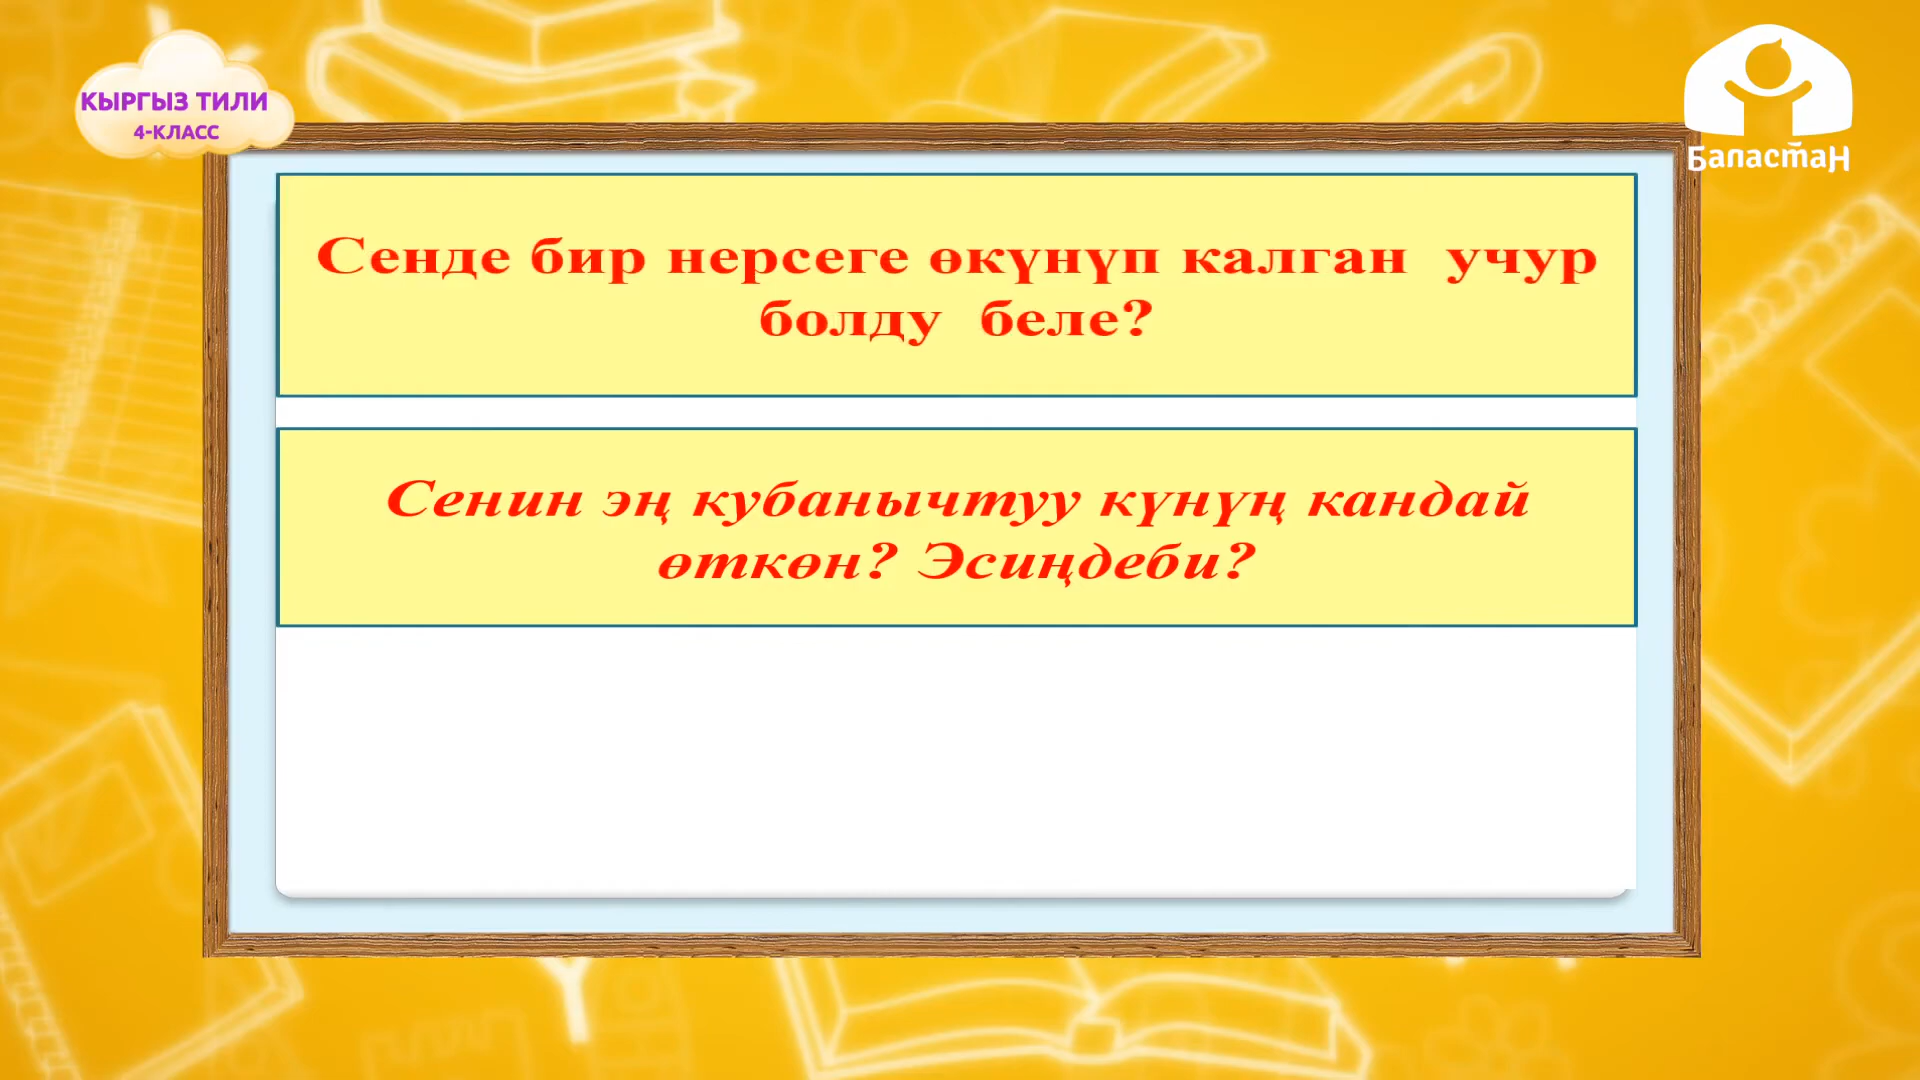 КЫРГЫЗ ТИЛИ
4-КЛАСС
Баластан
Сенде бир нерсеге өкүнүп калган учур
болду беле?
Сенин эң кубанычтуу күнүң кандай
өткөн? Эсиңдеби?